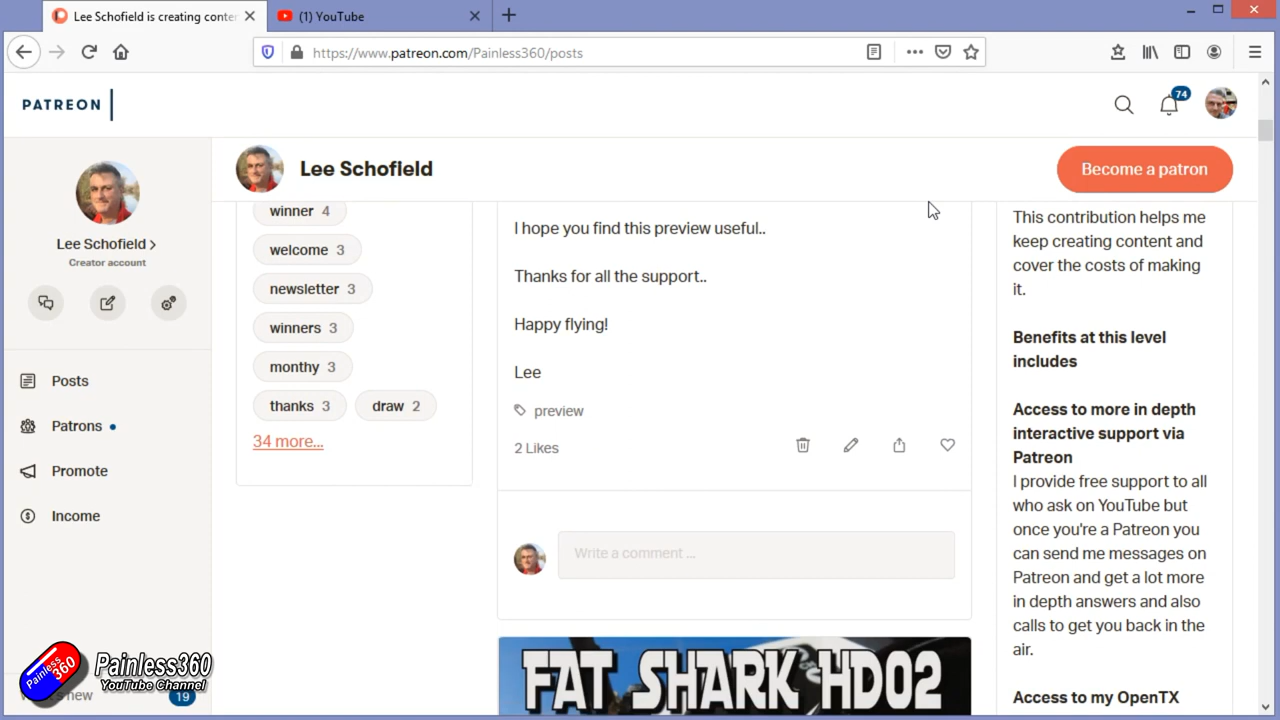 Lee Schofield is creating conte
(1) YouTube
https://www.patreon.com/Painless360/posts
PATREON
74
Lee Schofield
Creator account
Posts
Patrons
Promote
Income
19
Painless360
Painless360
YouTube Channel
Lee Schofield
Become a patron
winner 4
welcome 3
newsletter 3
winners 3
monthy 3
thanks 3
draw 2
34 more...
I hope you find this preview useful..
Thanks for all the support..
Happy flying!
Lee
preview
2 Likes
Write a comment ...
FAT SHARK HD02
This contribution helps me
keep creating content and
cover the costs of making
it.
Benefits at this level
includes
Access to more in depth
interactive support via
Patreon
I provide free support to all
who ask on YouTube but
once you're a Patreon you
can send me messages on
Patreon and get a lot more
in depth answers and also
calls to get you back in the
air.
Access to my OpenTX